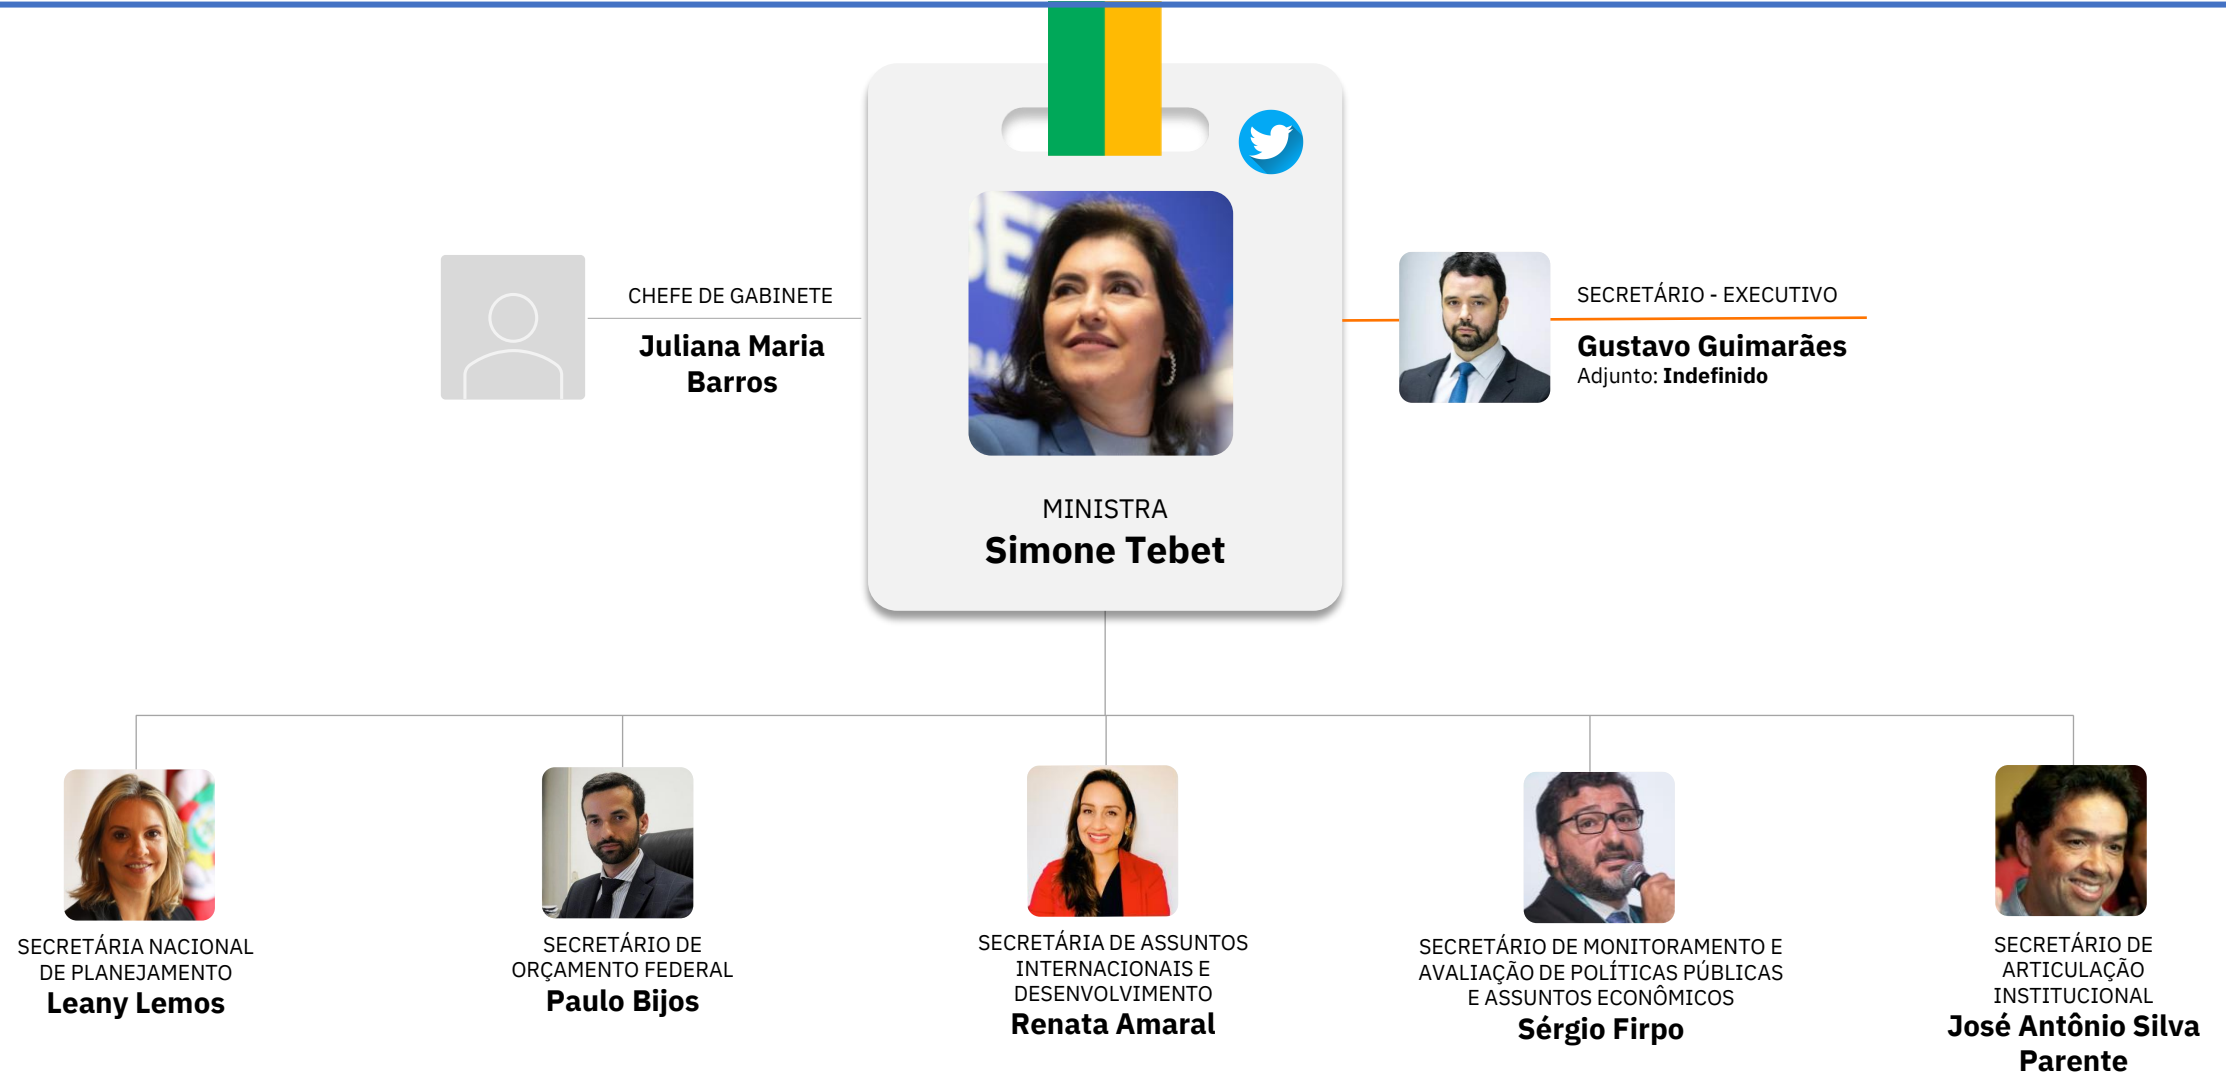 CHEFE DE GABINETE
Juliana Maria
Barros
SECRETÁRIO - EXECUTIVO
Gustavo Guimarães
Adjunto: Indefinido
MINISTRA
Simone Tebet
SECRETÁRIA NACIONAL
DE PLANEJAMENTO
Leany Lemos
SECRETÁRIO DE
ORÇAMENTO FEDERAL
Paulo Bijos
SECRETÁRIA DE ASSUNTOS
INTERNACIONAIS E
DESENVOLVIMENTO
Renata Amaral
SECRETÁRIO DE MONITORAMENTO E
AVALIAÇÃO DE POLÍTICAS PÚBLICAS
E ASSUNTOS ECONÔMICOS
Sérgio Firpo
SECRETÁRIO DE
ARTICULAÇÃO
INSTITUCIONAL
José Antônio Silva
Parente